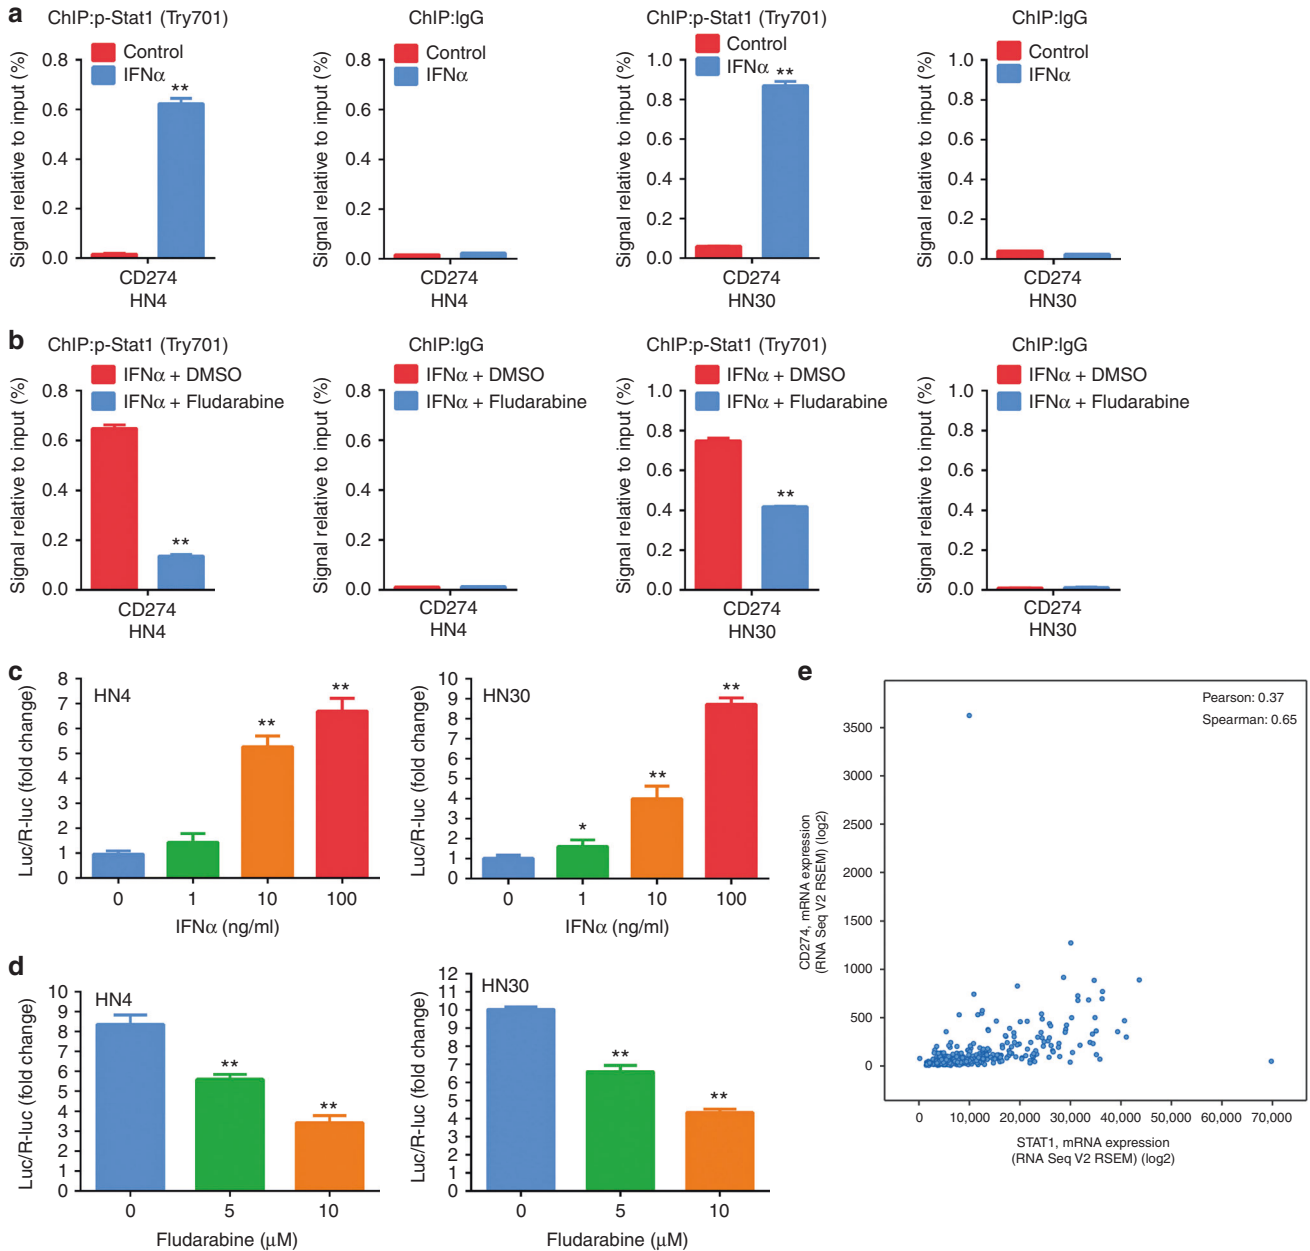 a
ChIP:p-Stat1 (Try701)
Control
IFNα
**
Signal relative to input (%)
0.8
0.6
0.4
0.2
0.0
CD274
HN4
ChIP:IgG
Control
IFNα
Signal relative to input (%)
0.8
0.6
0.4
0.2
0.0
CD274
HN4
ChIP:p-Stat1 (Try701)
Control
IFNα
**
Signal relative to input (%)
1.0
0.8
0.6
0.4
0.2
0.0
CD274
HN30
ChIP:IgG
Control
IFNα
Signal relative to input (%)
1.0
0.8
0.6
0.4
0.2
0.0
CD274
HN30
b
ChIP:p-Stat1 (Try701)
IFNα + DMSO
IFNα + Fludarabine
**
Signal relative to input (%)
0.8
0.6
0.4
0.2
0.0
CD274
HN4
ChIP:IgG
IFNα + DMSO
IFNα + Fludarabine
Signal relative to input (%)
0.8
0.6
0.4
0.2
0.0
CD274
HN4
ChIP:p-Stat1 (Try701)
IFNα + DMSO
IFNα + Fludarabine
**
Signal relative to input (%)
1.0
0.8
0.6
0.4
0.2
0.0
CD274
HN30
ChIP:IgG
IFNα + DMSO
IFNα + Fludarabine
Signal relative to input (%)
1.0
0.8
0.6
0.4
0.2
0.0
CD274
HN30
c
HN4
**
**
Luc/R-luc (fold change)
8
7
6
5
4
3
2
1
0
0 1 10 100
IFNα (ng/ml)
HN30
*
**
**
Luc/R-luc (fold change)
10
9
8
7
6
5
4
3
2
1
0
0 1 10 100
IFNα (ng/ml)
d
HN4
**
**
Luc/R-luc (fold change)
10
9
8
7
6
5
4
3
2
1
0
0 5 10
Fludarabine (μM)
HN30
**
**
Luc/R-luc (fold change)
12
11
10
9
8
7
6
5
4
3
2
1
0
0 5 10
Fludarabine (μM)
e
Pearson: 0.37
Spearman: 0.65
CD274, mRNA expression
(RNA Seq V2 RSEM) (log2)
3500
3000
2500
2000
1500
1000
500
0
0 10,000 20,000 30,000 40,000 50,000 60,000 70,000
STAT1, mRNA expression
(RNA Seq V2 RSEM) (log2)